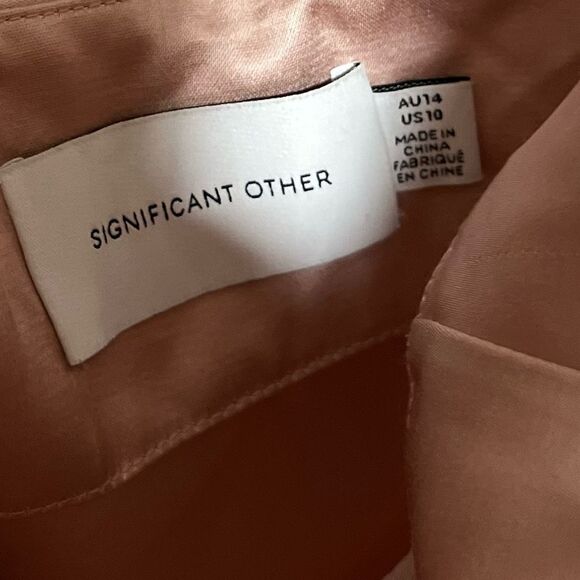 SIGNIFICANT OTHER
AU14
US10
MADE IN
CHINA
FABRIQUÉ
EN CHINE